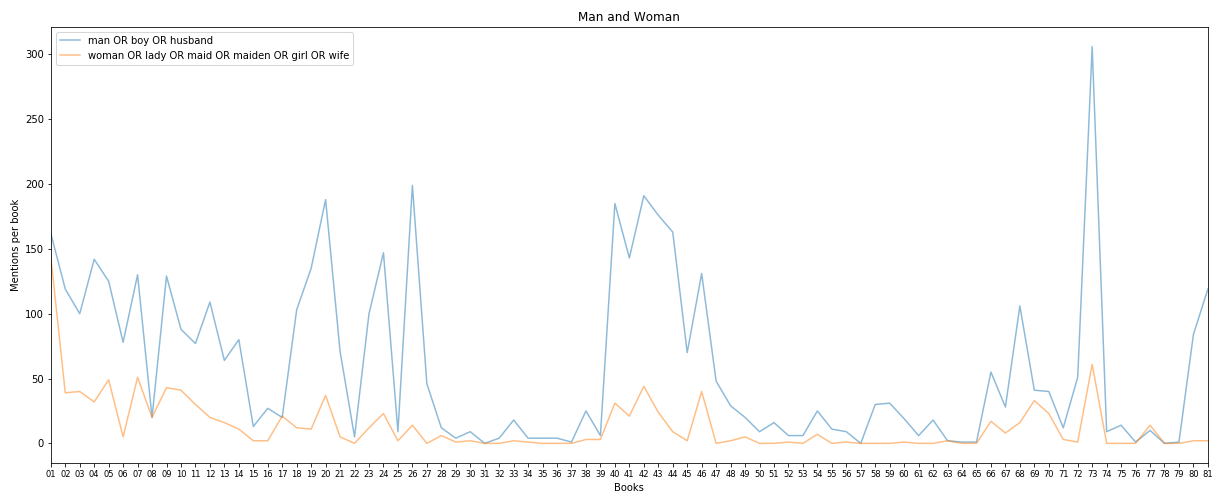 Man and Woman
man OR boy OR husband
woman OR lady OR maid OR maiden OR girl OR wife
Mentions per book
300
250
200
150
100
50
0
01 02 03 04 05 06 07 08 09 10 11 12 13 14 15 16 17 18 19 20 21 22 23 24 25 26 27 28 29 30 31 32 33 34 35 36 37 38 39 40 41 42 43 44 45 46 47 48 49 50 51 52 53 54 55 56 57 58 59 60 61 62 63 64 65 66 67 68 69 70 71 72 73 74 75 76 77 78 79 80 81
Books